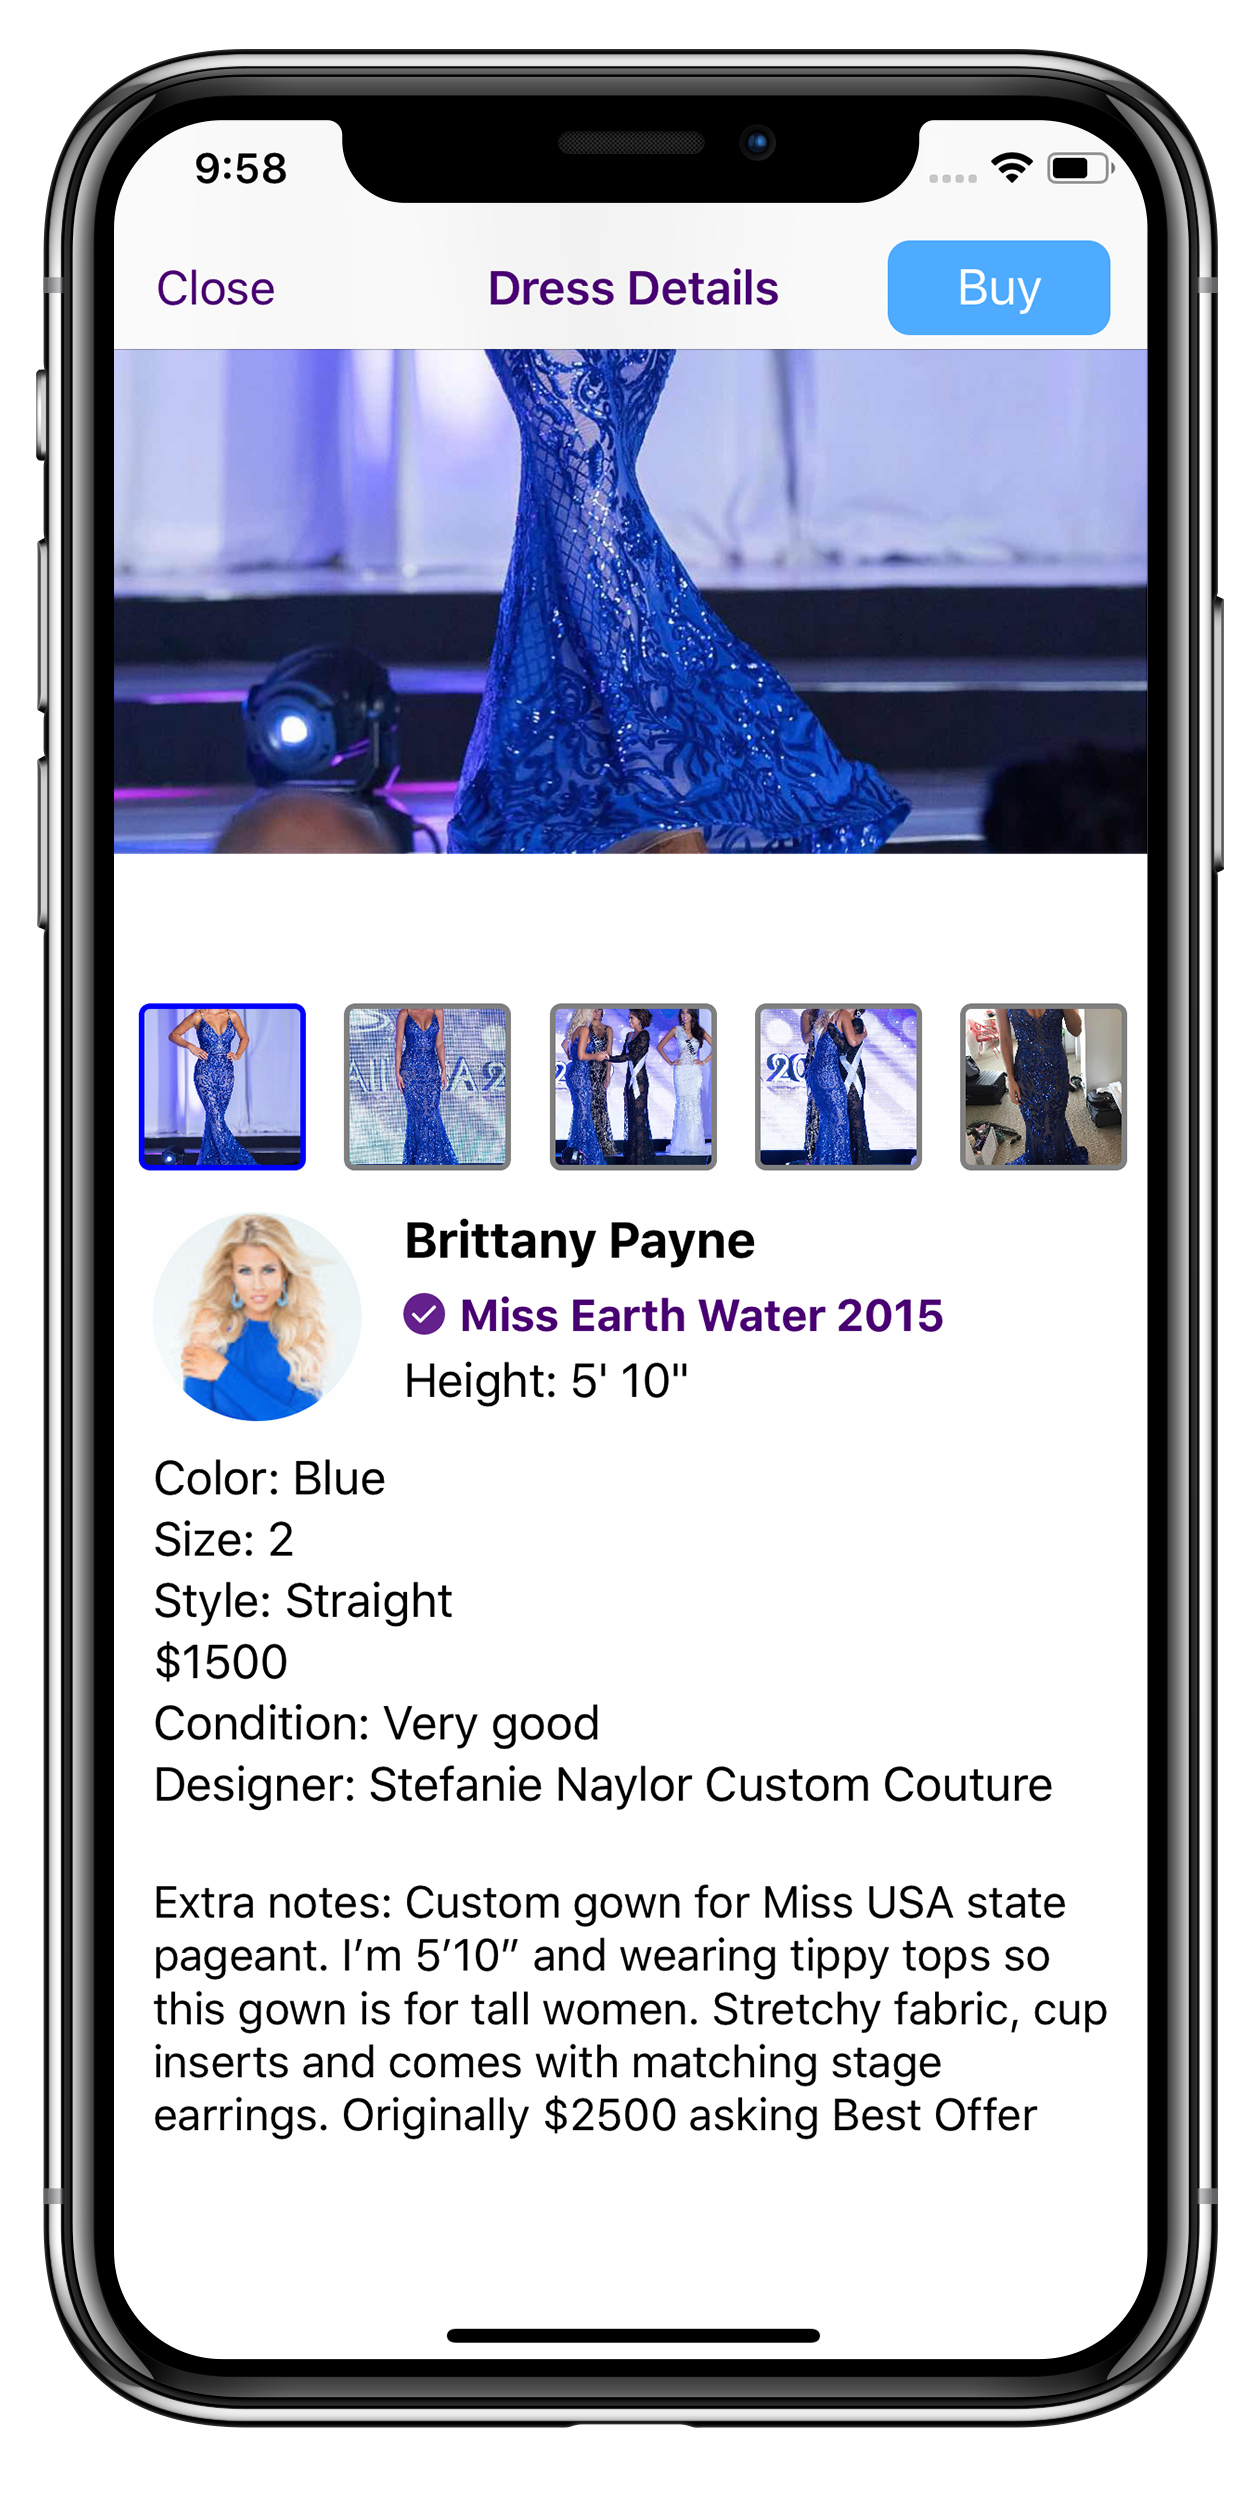 9:58
Close Dress Details Buy
Brittany Payne
Miss Earth Water 2015
Height: 5' 10"
Color: Blue
Size: 2
Style: Straight
$1500
Condition: Very good
Designer: Stefanie Naylor Custom Couture
Extra notes: Custom gown for Miss USA state
pageant. I’m 5’10” and wearing tippy tops so
this gown is for tall women. Stretchy fabric, cup
inserts and comes with matching stage
earrings. Originally $2500 asking Best Offer